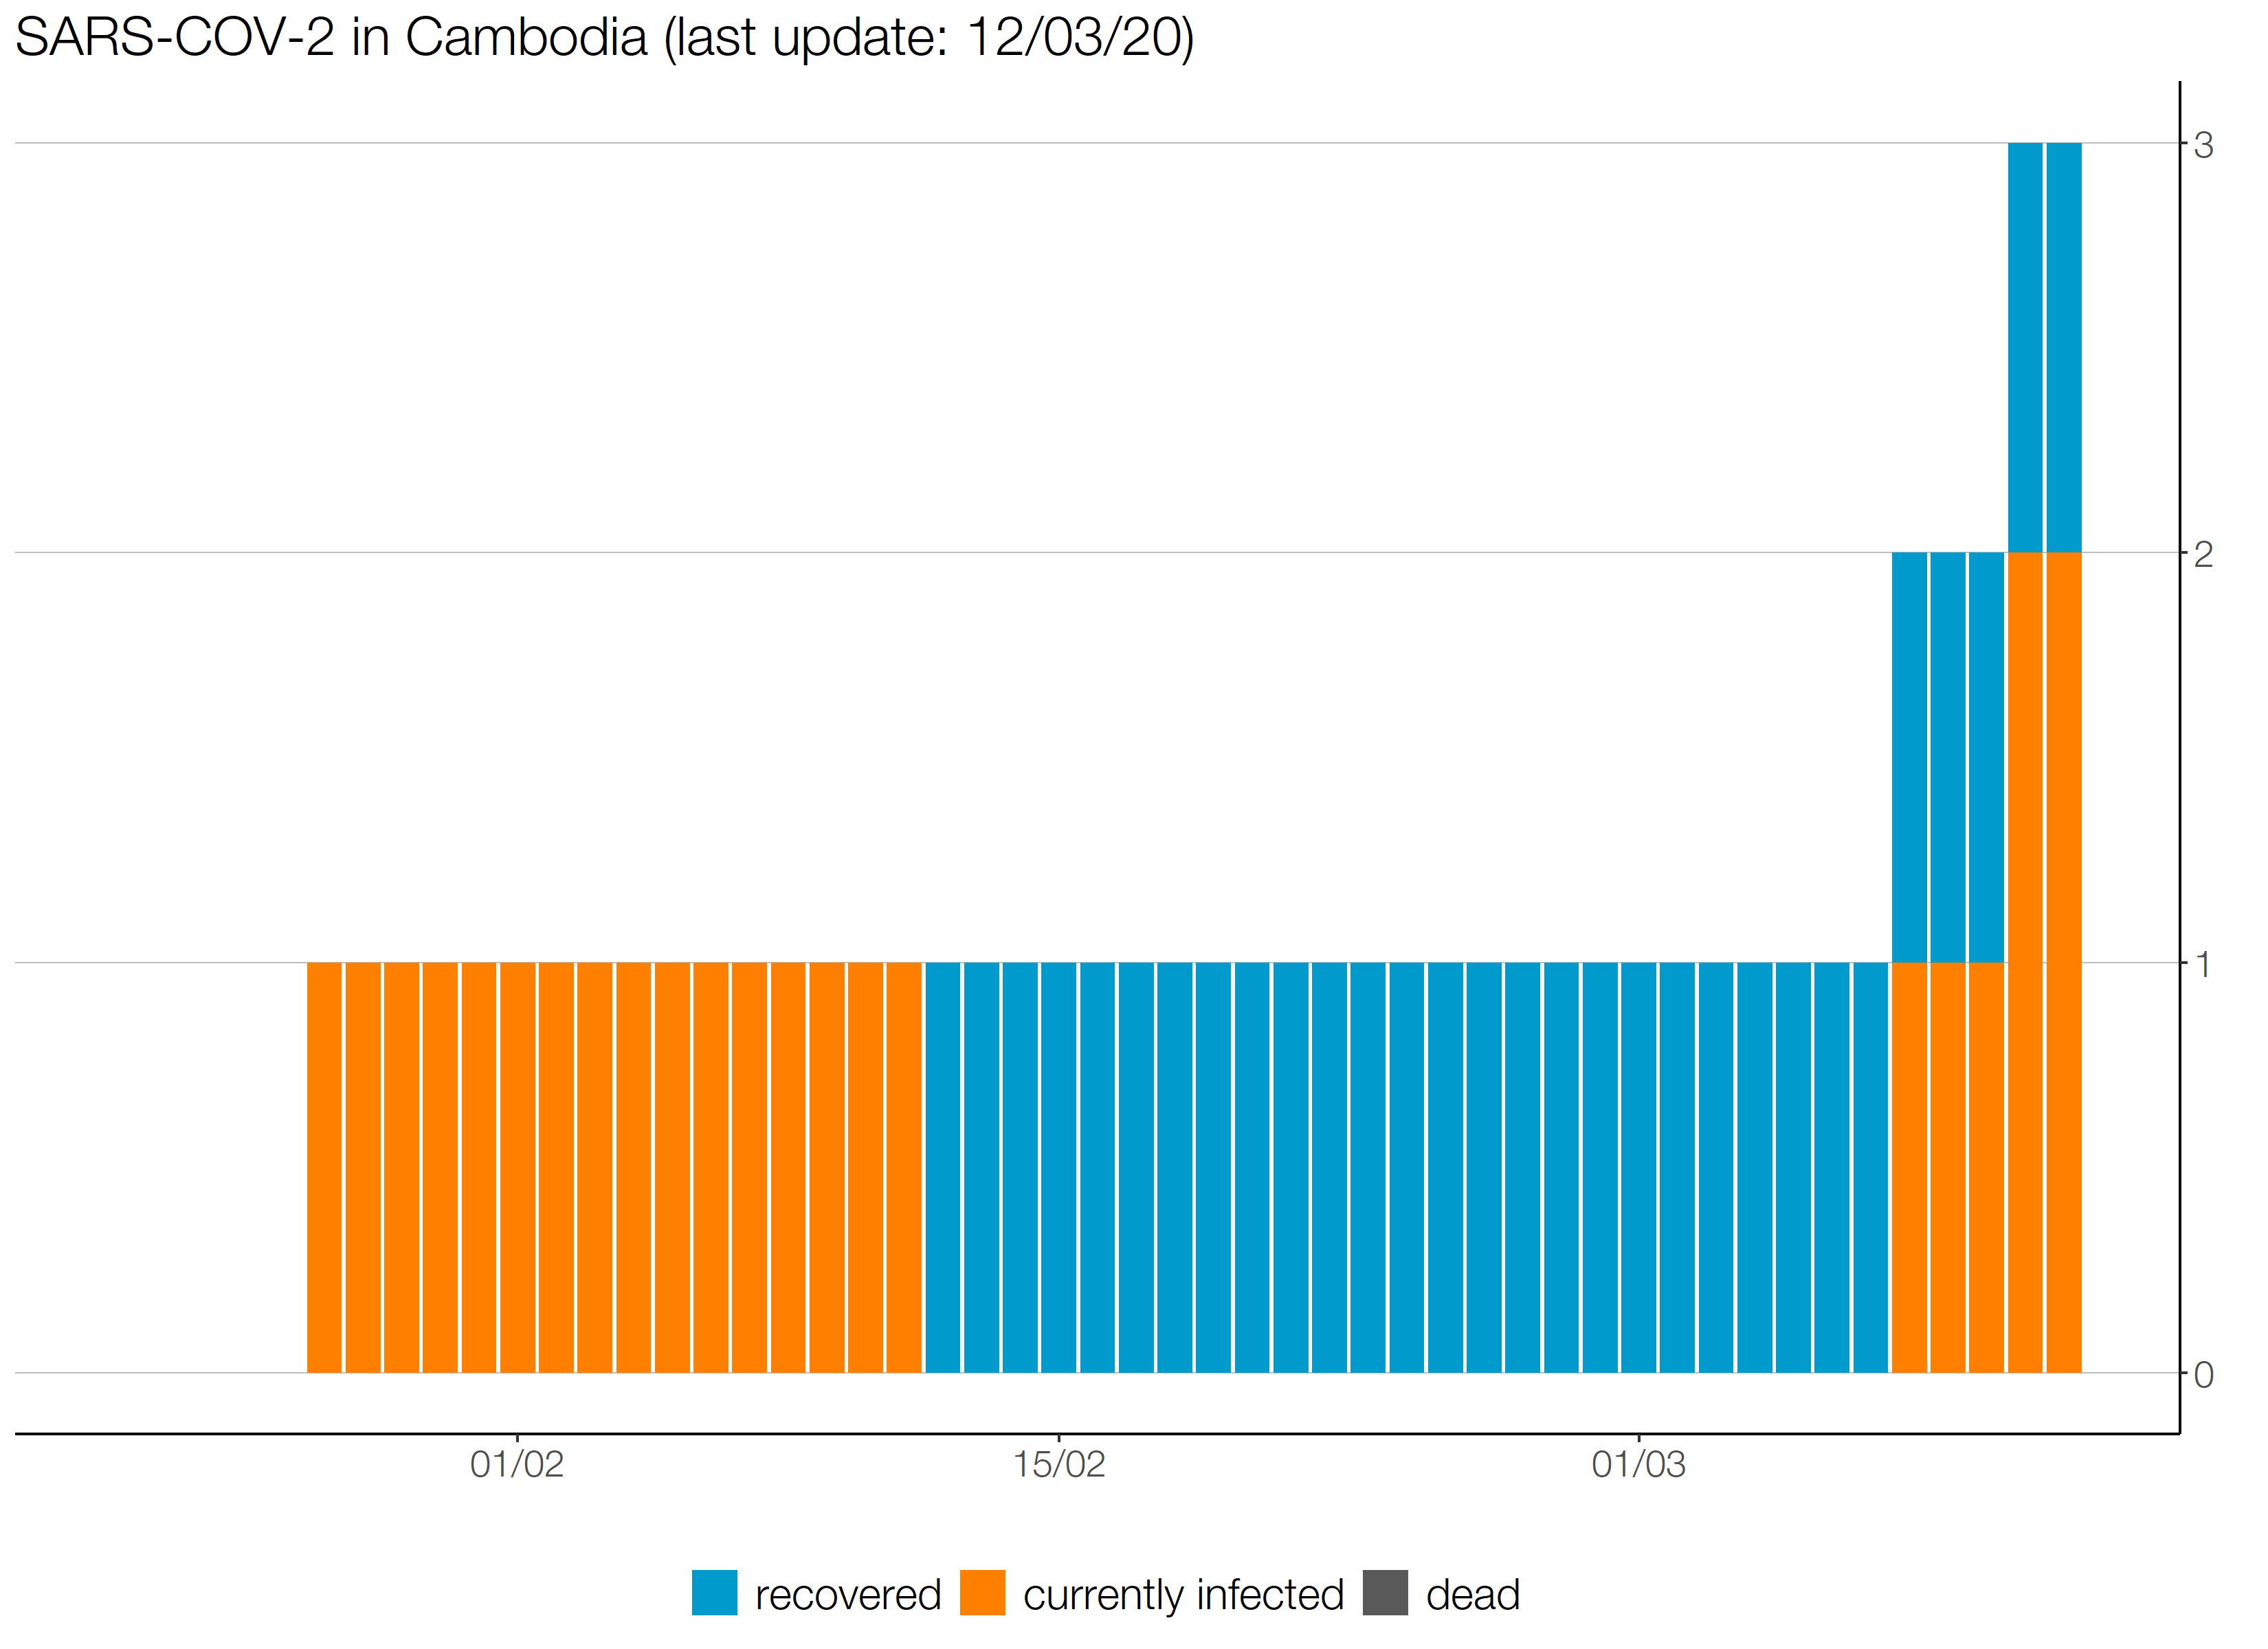 SARS-COV-2 in Cambodia (last update: 12/03/20)
3
2
1
0
01/02 15/02 01/03
recovered currently infected dead